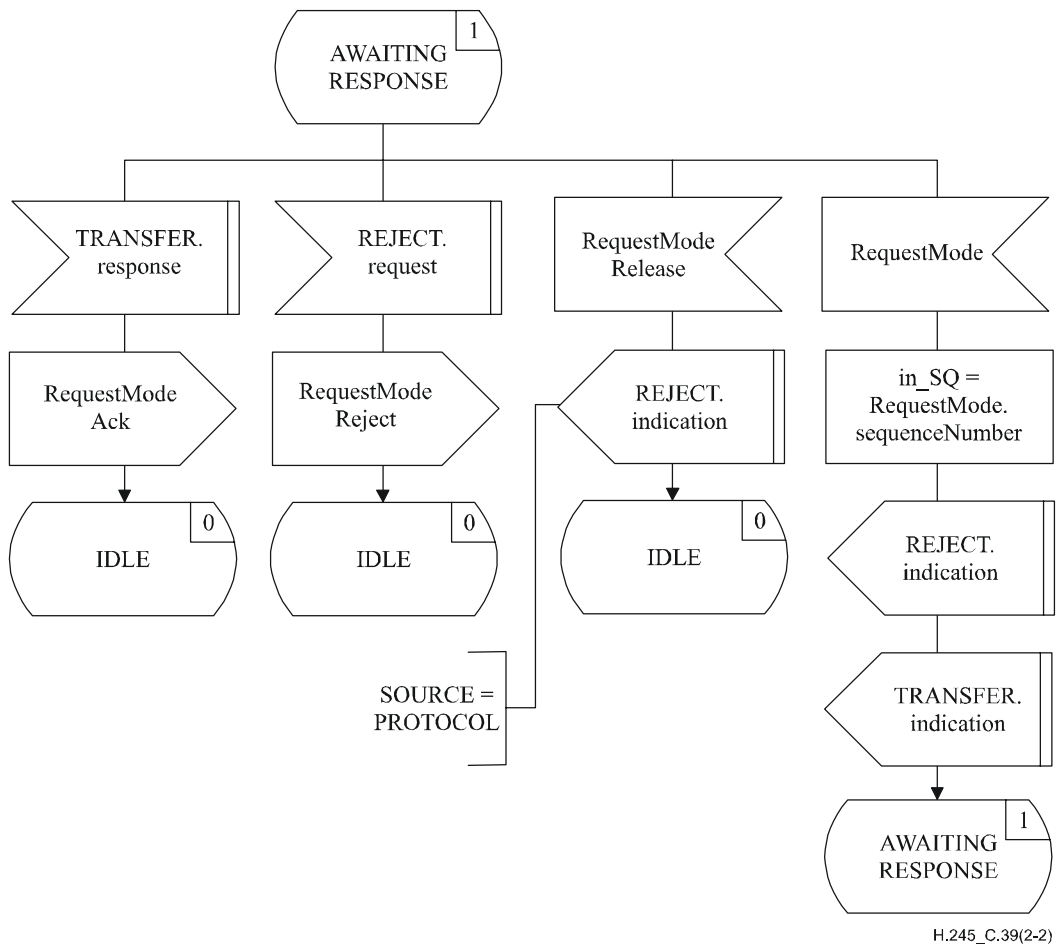 1
AWAITING
RESPONSE
TRANSFER.
response
REJECT.
request
RequestMode
Release
RequestMode
RequestMode
Ack
RequestMode
Reject
REJECT.
indication
in_SQ =
RequestMode.
sequenceNumber
0
IDLE
0
IDLE
0
IDLE
REJECT.
indication
SOURCE =
PROTOCOL
TRANSFER.
indication
1
AWAITING
RESPONSE
H.245_C.39(2-2)